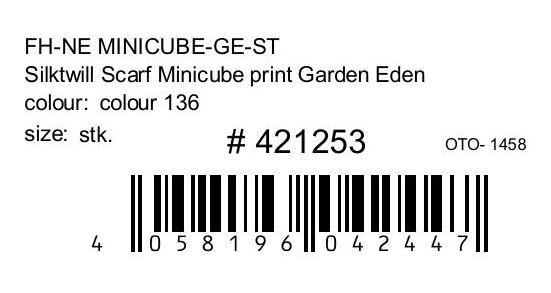 FH-NE MINICUBE-GE-ST
Silktwill Scarf Minicube print Garden Eden
colour: colour 136
size: stk.
# 421253
OTO- 1458
4 058196 042447